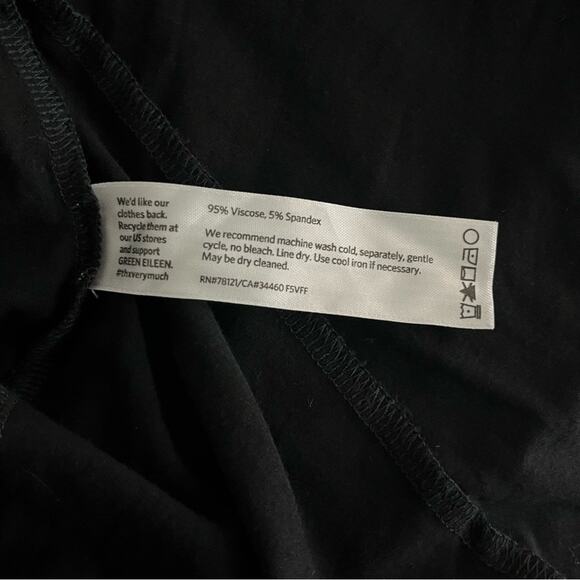 We'd like our
clothes back.
Recycle them at
our US stores
and support
GREEN EILEEN.
#thxverymuch
95% Viscose, 5% Spandex
We recommend machine wash cold, separately, gentle
cycle, no bleach. Line dry. Use cool iron if necessary.
May be dry cleaned.
RN#78121/CA#34460 F5VFF